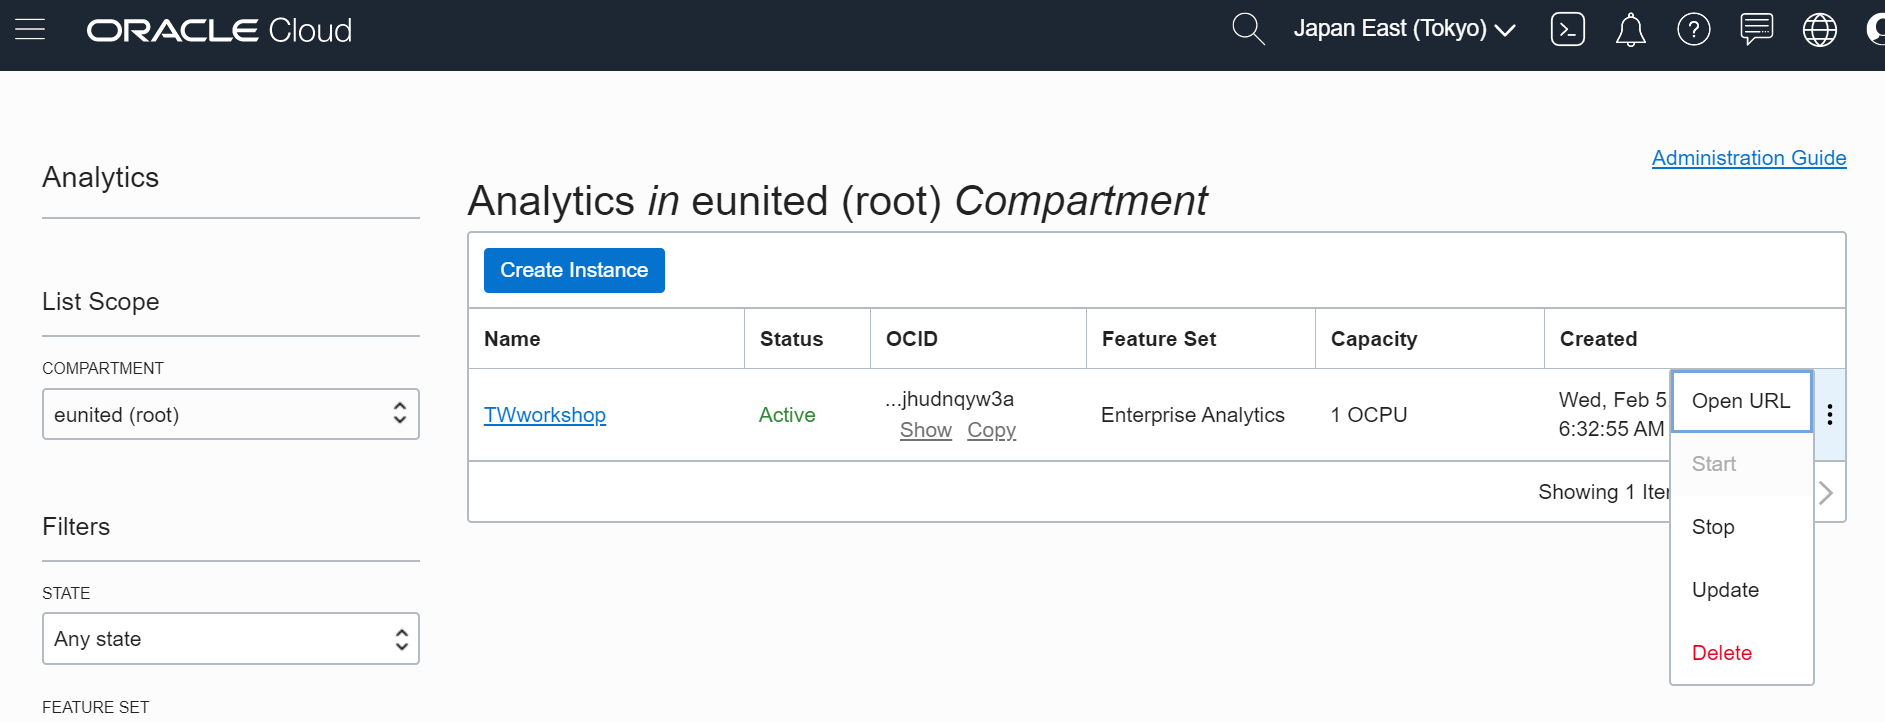 ORACLE Cloud
Japan East (Tokyo)
Administration Guide
Analytics
List Scope
COMPARTMENT
eunited (root)
Filters
STATE
Any state
FEATURE SET
Analytics in eunited (root) Compartment
Create Instance
Name Status OCID Feature Set Capacity Created
TWworkshop Active ...jhudnqyw3a Enterprise Analytics 1 OCPU Wed, Feb 5,
Show Copy 6:32:55 AM
Showing 1
Open URL
Start
Stop
Update
Delete